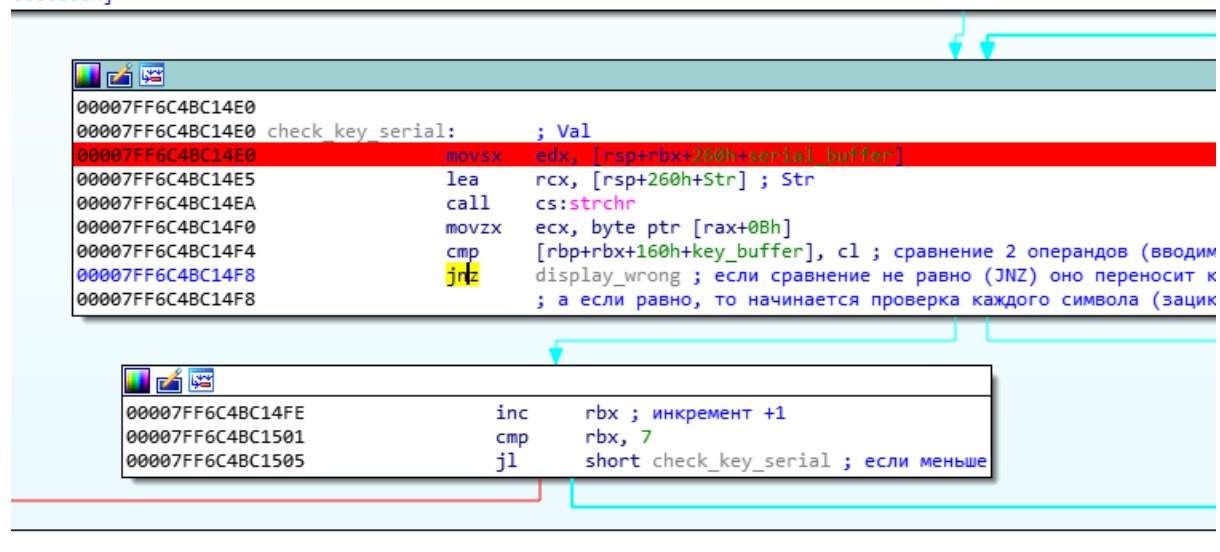 00007FF6C4BC14E0
00007FF6C4BC14E0 check_key_serial: ; Val
00007FF6C4BC14E0 movsx edx, [rsp+rbx+260h+serial_buffer]
00007FF6C4BC14E5 lea rcx, [rsp+260h+Str] ; Str
00007FF6C4BC14EA call cs:strchr
00007FF6C4BC14F0 movzx ecx, byte ptr [rax+0Bh]
00007FF6C4BC14F4 cmp [rbp+rbx+160h+key_buffer], cl ; сравнение 2 операндов (вводим
00007FF6C4BC14F8 jnz display_wrong ; если сравнение не равно (JNZ) оно переносит к
00007FF6C4BC14F8 ; а если равно, то начинается проверка каждого символа (зацик
00007FF6C4BC14FE inc rbx ; инкремент +1
00007FF6C4BC1501 cmp rbx, 7
00007FF6C4BC1505 jl short check_key_serial ; если меньше